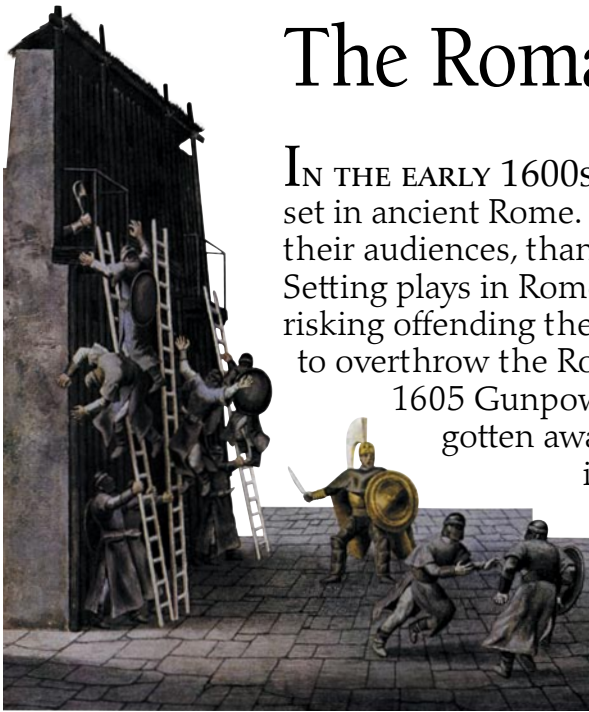 The Roma
IN THE EARLY 1600s
set in ancient Rome.
their audiences, than
Setting plays in Rom
risking offending the
to overthrow the Ro
1605 Gunpow
gotten awa
i